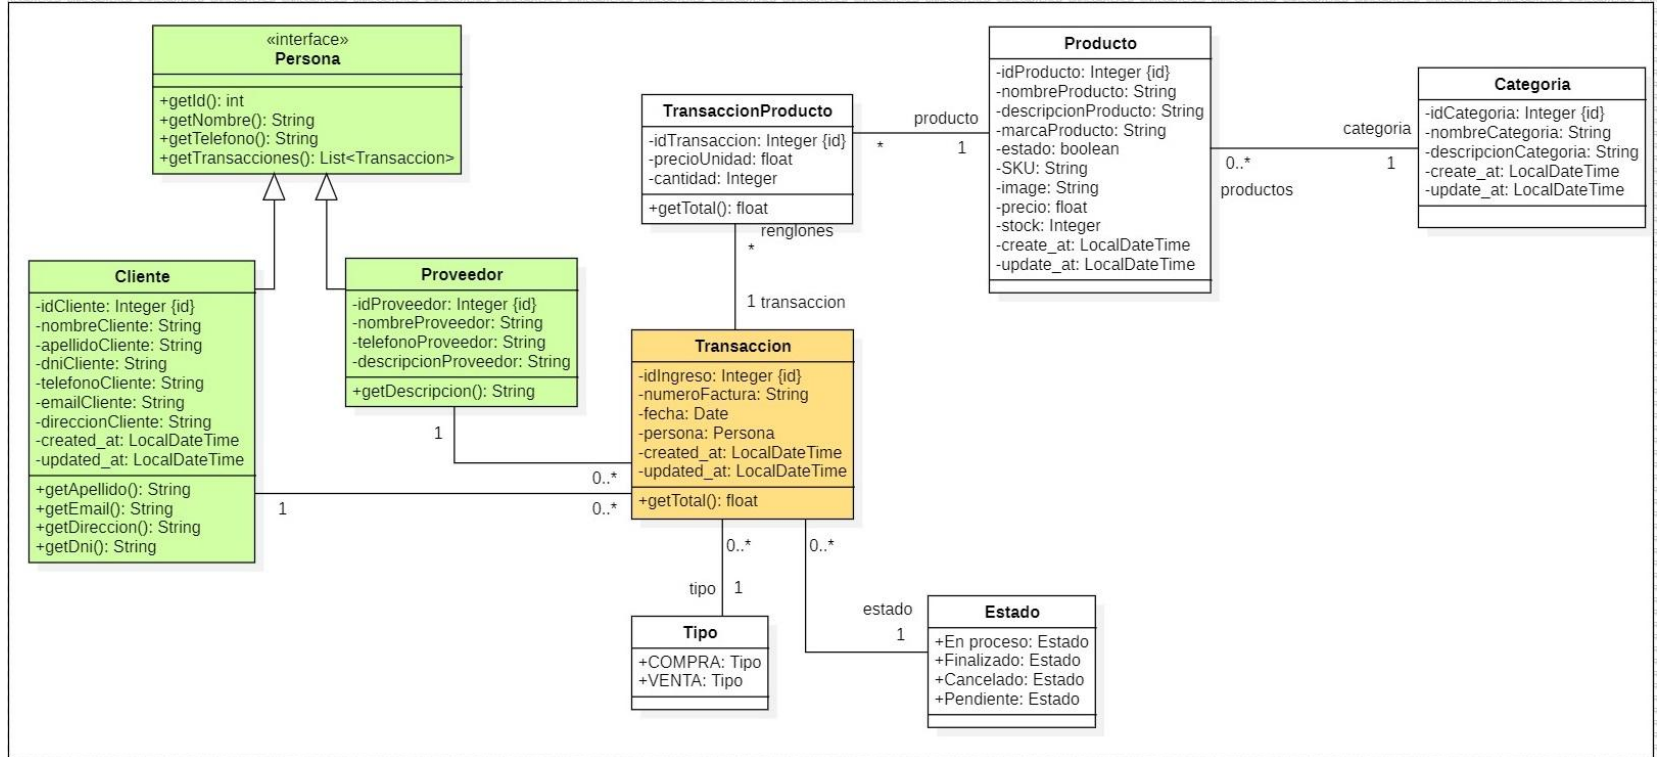 «interface»
Persona
+getId(): int
+getNombre(): String
+getTelefono(): String
+getTransacciones(): List<Transaccion>
TransaccionProducto
-idTransaccion: Integer {id}
-precioUnidad: float
-cantidad: Integer
+getTotal(): float
producto
*
1
Producto
-idProducto: Integer {id}
-nombreProducto: String
-descripcionProducto: String
-marcaProducto: String
-estado: boolean
-SKU: String
-image: String
-precio: float
-stock: Integer
-create_at: LocalDateTime
-update_at: LocalDateTime
categoria
0..*
1
productos
Categoria
-idCategoria: Integer {id}
-nombreCategoria: String
-descripcionCategoria: String
-create_at: LocalDateTime
-update_at: LocalDateTime
renglones
*
1 transaccion
Cliente
-idCliente: Integer {id}
-nombreCliente: String
-apellidoCliente: String
-dniCliente: String
-telefonoCliente: String
-emailCliente: String
-direccionCliente: String
-created_at: LocalDateTime
-updated_at: LocalDateTime
+getApellido(): String
+getEmail(): String
+getDireccion(): String
+getDni(): String
Proveedor
-idProveedor: Integer {id}
-nombreProveedor: String
-telefonoProveedor: String
-descripcionProveedor: String
+getDescripcion(): String
1
0..*
1
0..*
Transaccion
-idIngreso: Integer {id}
-numeroFactura: String
-fecha: Date
-persona: Persona
-created_at: LocalDateTime
-updated_at: LocalDateTime
+getTotal(): float
0..*
0..*
tipo
1
estado
1
Tipo
+COMPRA: Tipo
+VENTA: Tipo
Estado
+En proceso: Estado
+Finalizado: Estado
+Cancelado: Estado
+Pendiente: Estado